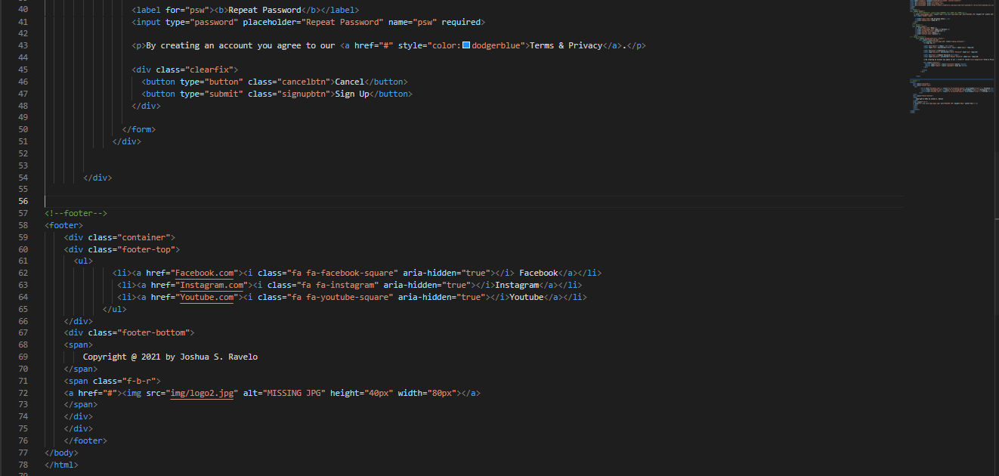 40 <label for="psw"><b>Repeat Password</b></label>
41 <input type="password" placeholder="Repeat Password" name="psw" required>
42
43 <p>By creating an account you agree to our <a href="#" style="color:dodgerblue">Terms & Privacy</a>.</p>
44
45 <div class="clearfix">
46 <button type="button" class="cancelbtn">Cancel</button>
47 <button type="submit" class="signupbtn">Sign Up</button>
48 </div>
49
50 </form>
51 </div>
52
53
54 </div>
55
56
57 <!--footer-->
58 <footer>
59 <div class="container">
60 <div class="footer-top">
61 <ul>
62 <li><a href="Facebook.com"><i class="fa fa-facebook-square" aria-hidden="true"></i> Facebook</a></li>
63 <li><a href="Instagram.com"><i class="fa fa-instagram" aria-hidden="true"></i>Instagram</a></li>
64 <li><a href="Youtube.com"><i class="fa fa-youtube-square" aria-hidden="true"></i>Youtube</a></li>
65 </ul>
66 </div>
67 <div class="footer-bottom">
68 <span>
69 Copyright @ 2021 by Joshua S. Ravelo
70 </span>
71 <span class="f-b-r">
72 <a href="#"><img src="img/logo2.jpg" alt="MISSING JPG" height="40px" width="80px"></a>
73 </span>
74 </div>
75 </div>
76 </footer>
77 </body>
78 </html>